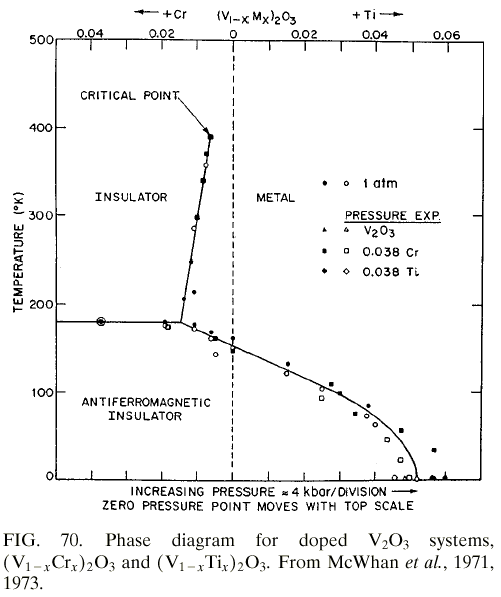 ← +Cr (V₁₋ₓMₓ)₂O₃ +Ti →
0.04 0.02 0 0.02 0.04 0.06
500
400
300
200
100
0
TEMPERATURE (°K)
CRITICAL POINT
INSULATOR
METAL
1 atm
PRESSURE EXP.
V₂O₃
0.038 Cr
0.038 Ti
ANTIFERROMAGNETIC
INSULATOR
INCREASING PRESSURE ≈ 4 kbar/DIVISION →
ZERO PRESSURE POINT MOVES WITH TOP SCALE
FIG. 70. Phase diagram for doped V₂O₃ systems,
(V₁₋ₓCrₓ)₂O₃ and (V₁₋ₓTiₓ)₂O₃. From McWhan et al., 1971,
1973.